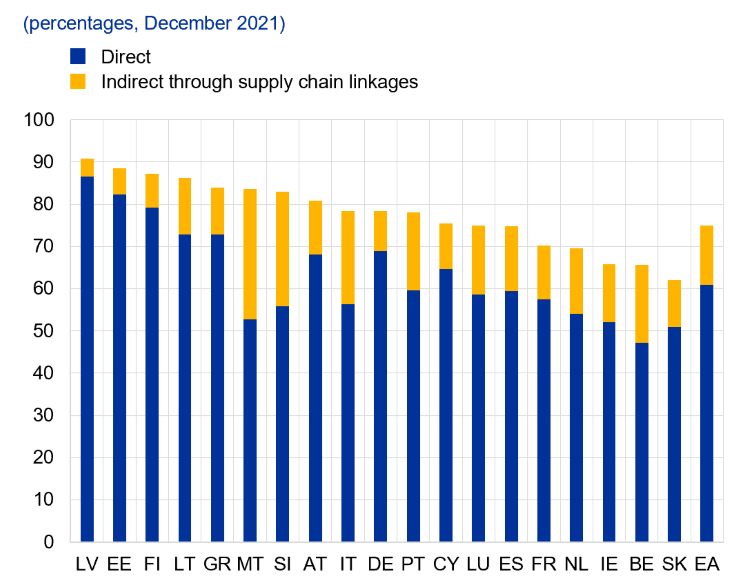 (percentages, December 2021)
Direct
Indirect through supply chain linkages
100
90
80
70
60
50
40
30
20
10
0
LV EE FI LT GR MT SI AT IT DE PT CY LU ES FR NL IE BE SK EA